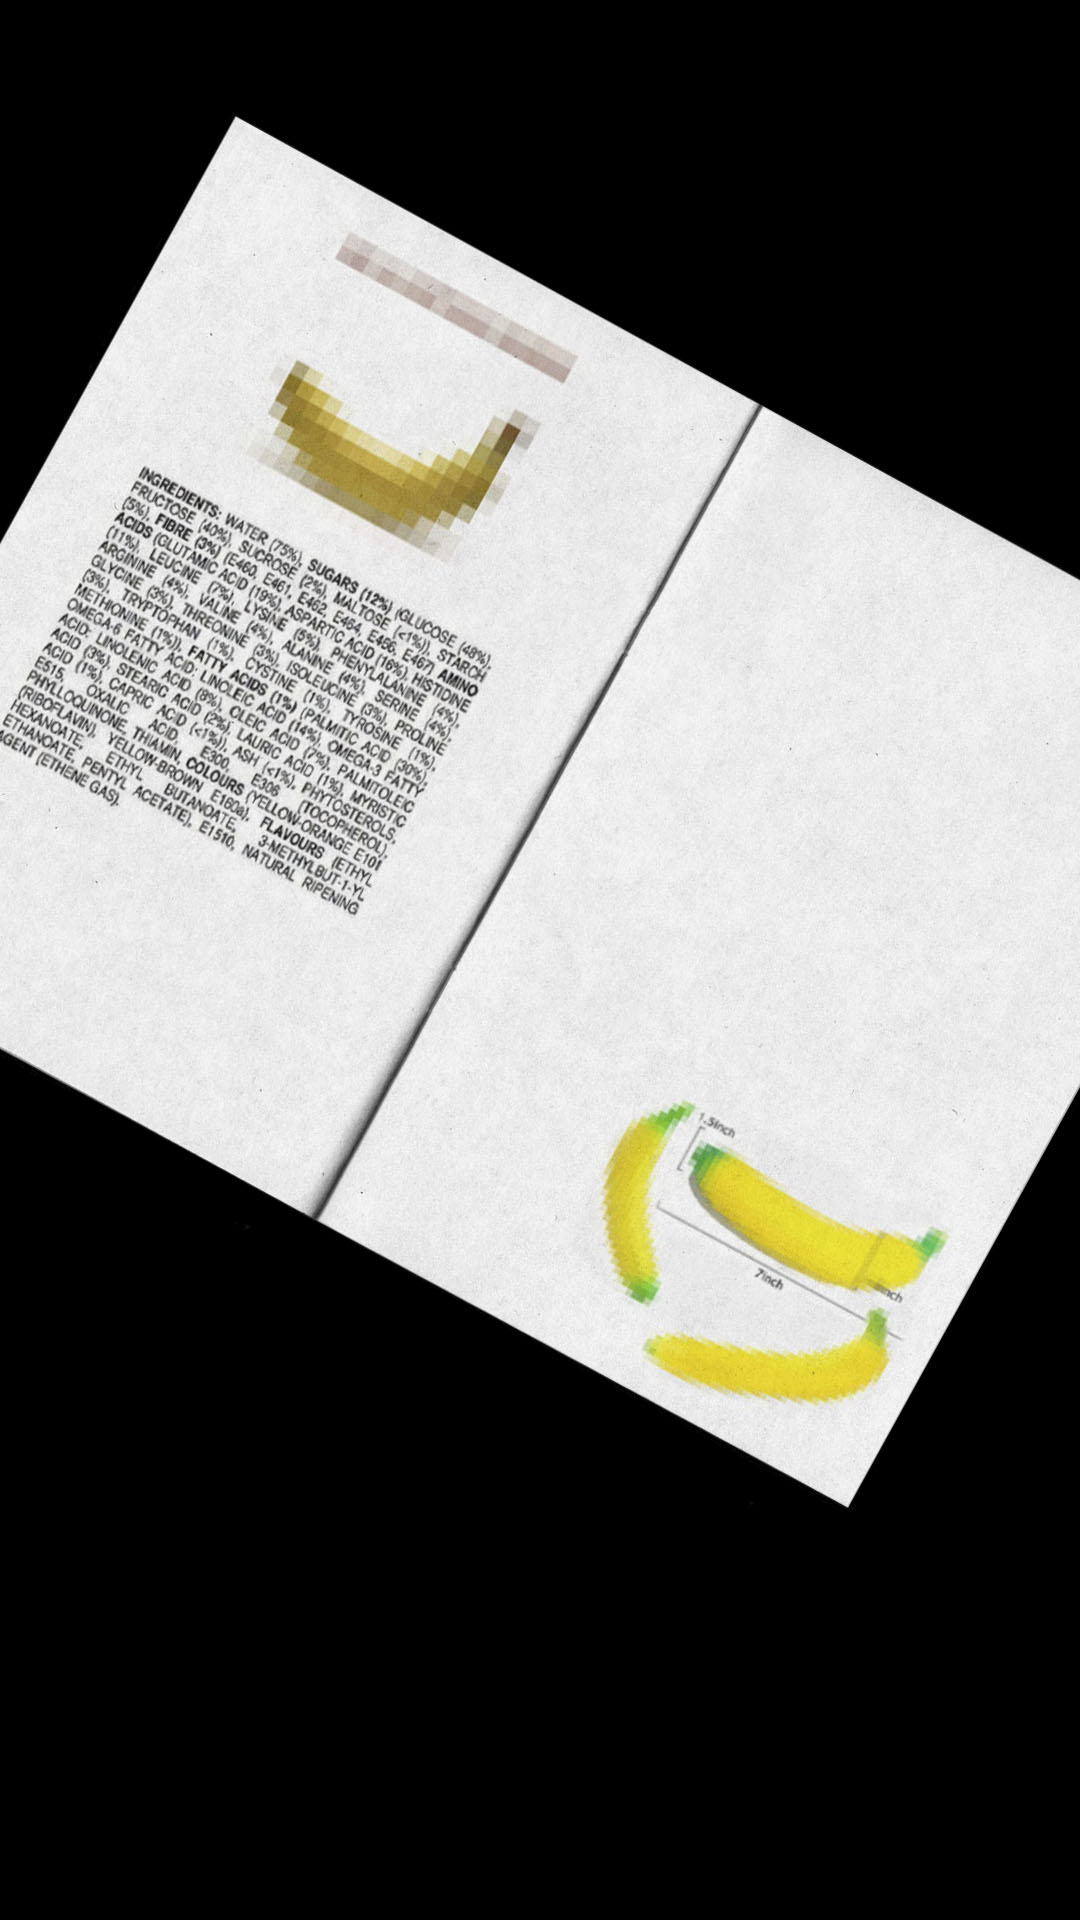 INGREDIENTS: WATER (75%), SUGARS (12%) (GLUCOSE (48%),
FRUCTOSE (40%), SUCROSE (2%), MALTOSE (<1%)), STARCH
(5%), FIBRE (3%) (E460, E461, E462, E464, E466, E467) AMINO
ACIDS (GLUTAMIC ACID (19%), ASPARTIC ACID (16%), HISTIDINE
(11%), LEUCINE (7%), LYSINE (5%), PHENYLALANINE (4%),
ARGININE (4%), VALINE (4%), ALANINE (4%), SERINE (4%),
GLYCINE (3%), THREONINE (3%), ISOLEUCINE (3%), PROLINE
(3%), TRYPTOPHAN (1%), CYSTINE (1%), TYROSINE (1%),
METHIONINE (1%)), FATTY ACIDS (1%) (PALMITIC ACID (30%),
OMEGA-6 FATTY ACID: LINOLEIC ACID (14%), OMEGA-3 FATTY
ACID: LINOLENIC ACID (8%), OLEIC ACID (7%), PALMITOLEIC
ACID (3%), STEARIC ACID (2%), LAURIC ACID (1%), MYRISTIC
ACID (1%), CAPRIC ACID (<1%)), ASH (<1%), PHYTOSTEROLS,
E515, OXALIC ACID, E300, E306 (TOCOPHEROL),
PHYLLOQUINONE, THIAMIN, COLOURS (YELLOW-ORANGE E101
(RIBOFLAVIN), YELLOW-BROWN E160a), FLAVOURS (ETHYL
HEXANOATE, ETHYL BUTANOATE, 3-METHYLBUT-1-YL
ETHANOATE, PENTYL ACETATE), E1510, NATURAL RIPENING
AGENT (ETHENE GAS).
1.5inch
7inch